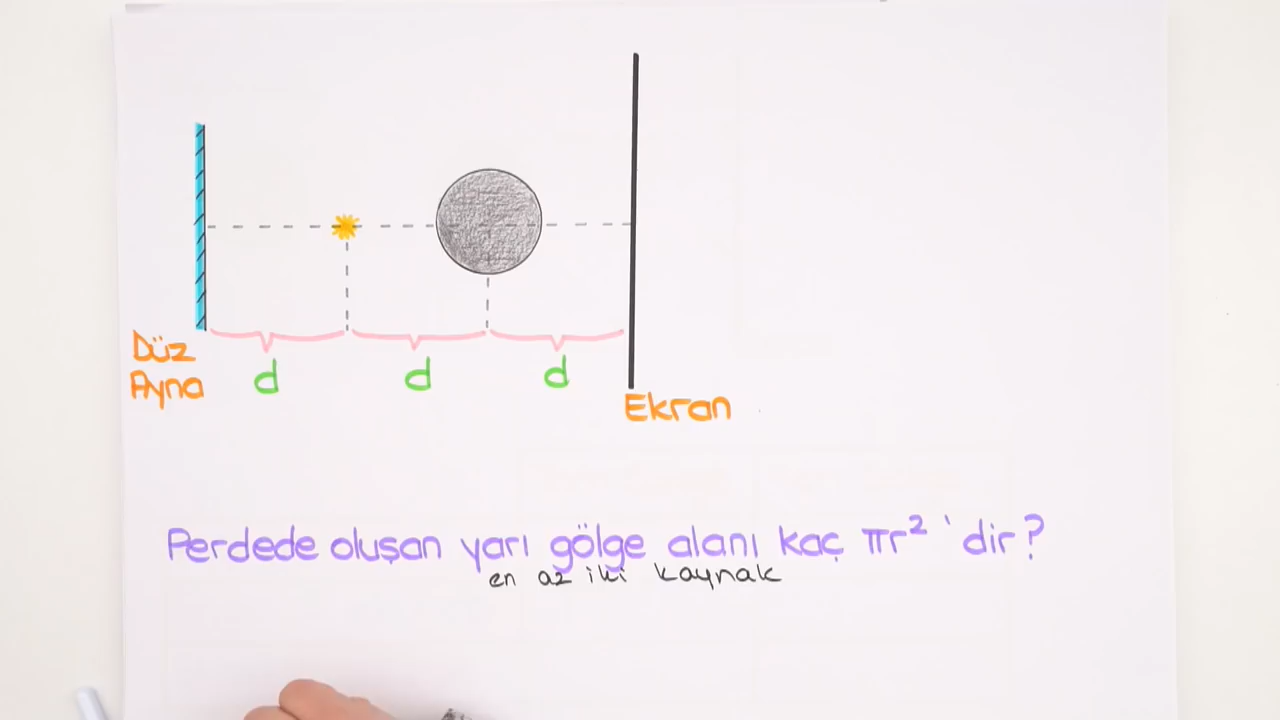 Düz
Ayna
d d d
Ekran
Perdede oluşan yarı gölge alanı kaç πr² 'dir?
en az iki kaynak